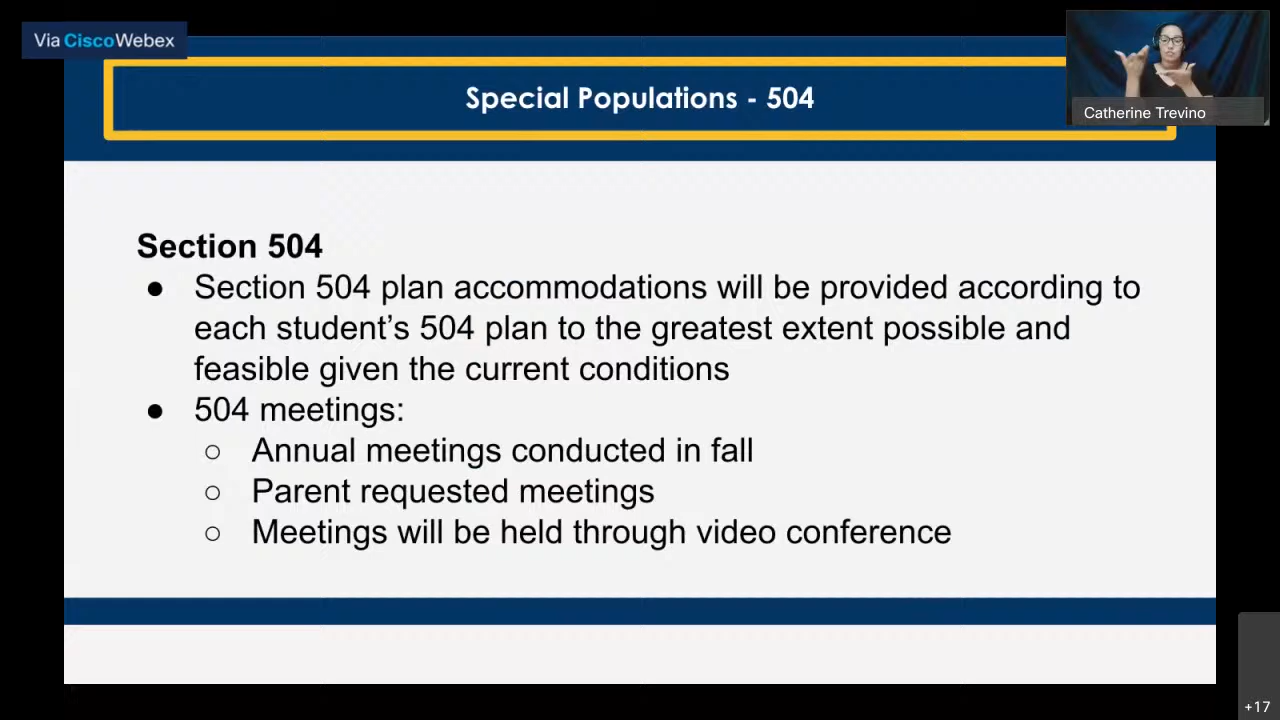 Via CiscoWebex
Special Populations - 504
Catherine Trevino
Section 504
● Section 504 plan accommodations will be provided according to
each student’s 504 plan to the greatest extent possible and
feasible given the current conditions
● 504 meetings:
○ Annual meetings conducted in fall
○ Parent requested meetings
○ Meetings will be held through video conference
+17